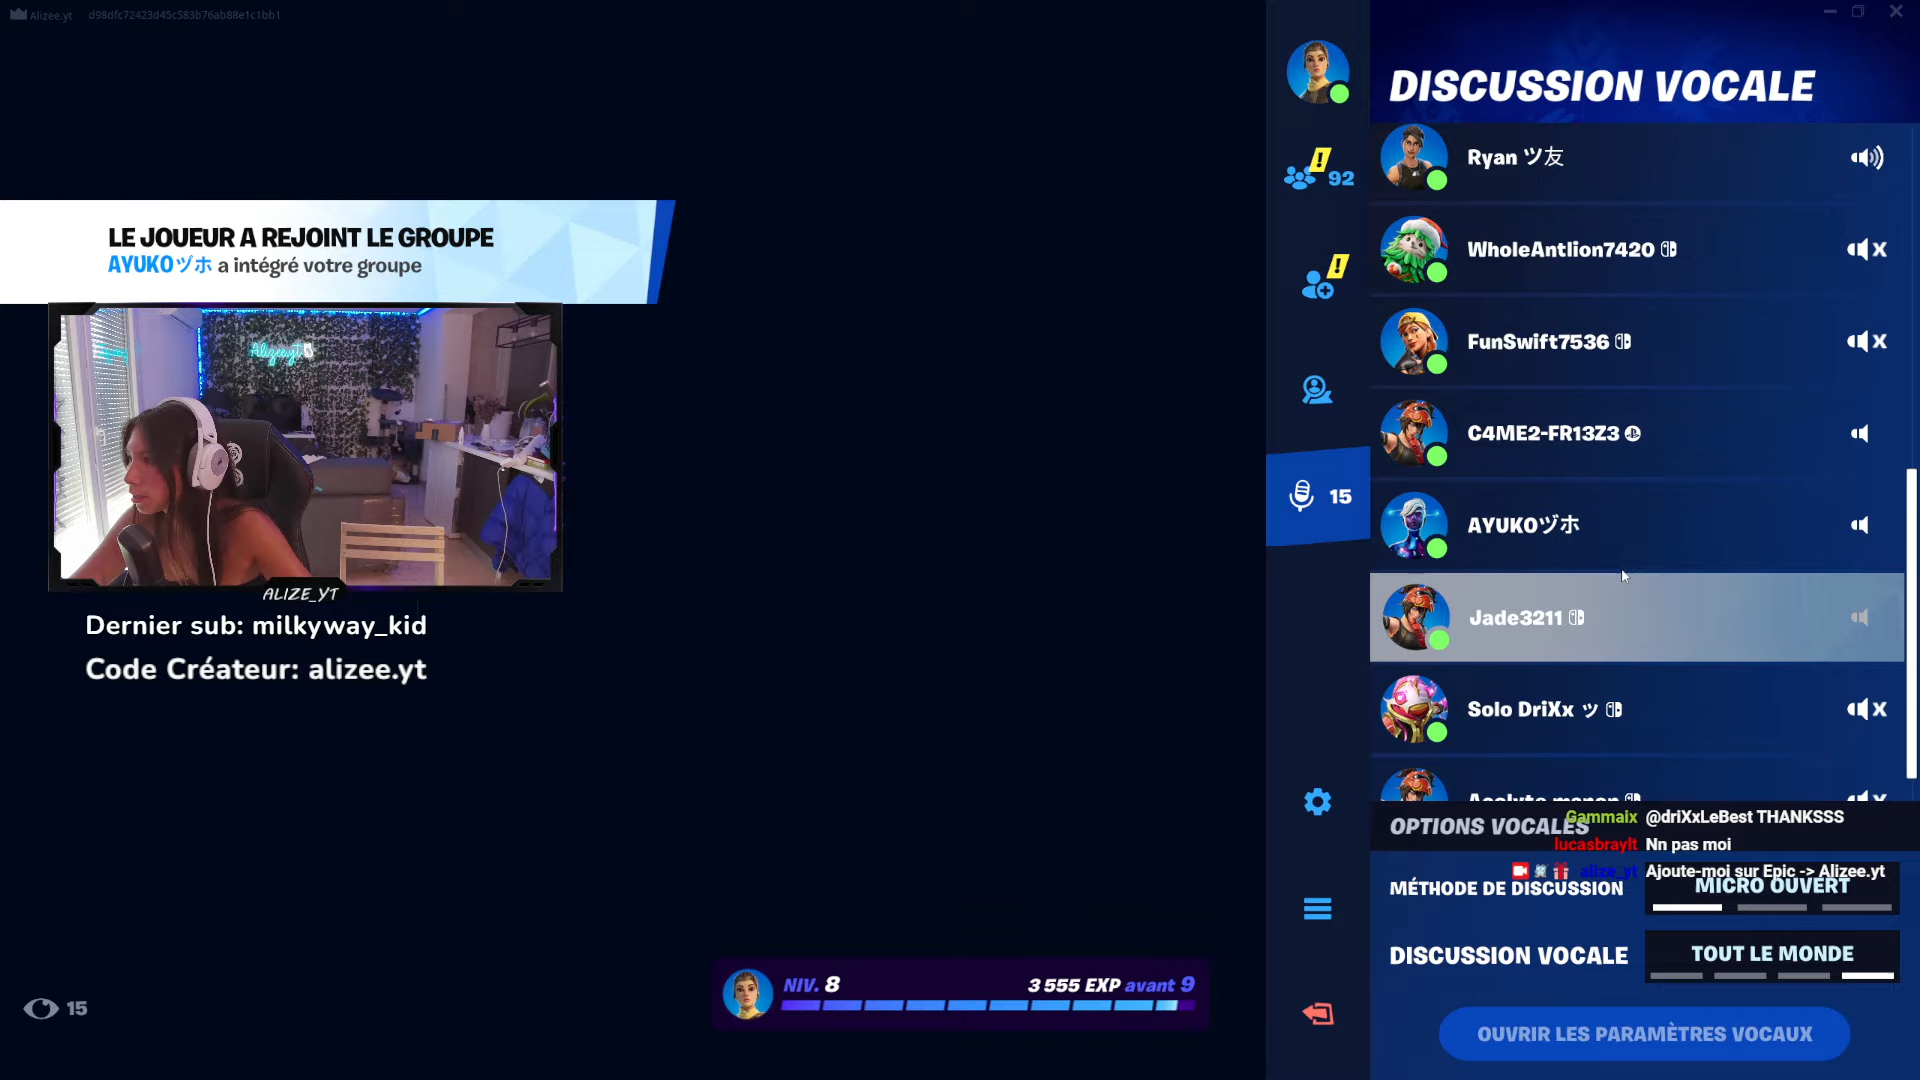 Alizee.yt d98dfc72423d45c583b76ab88e1c1bb1
LE JOUEUR A REJOINT LE GROUPE
AYUKOヅホ a intégré votre groupe
Alizeeyt
ALIZE_YT
Dernier sub: milkyway_kid
Code Créateur: alizee.yt
15
NIV. 8
3 555 EXP avant 9
92
15
DISCUSSION VOCALE
Ryan ツ友
WholeAntlion7420
FunSwift7536
C4ME2-FR13Z3
AYUKOヅホ
Jade3211
Solo DriXx ッ
OPTIONS VOCALES
Gammaix @driXxLeBest THANKSSS
lucasbraylt Nn pas moi
alize_yt Ajoute-moi sur Epic -> Alizee.yt
MÉTHODE DE DISCUSSION
MICRO OUVERT
DISCUSSION VOCALE
TOUT LE MONDE
OUVRIR LES PARAMÈTRES VOCAUX